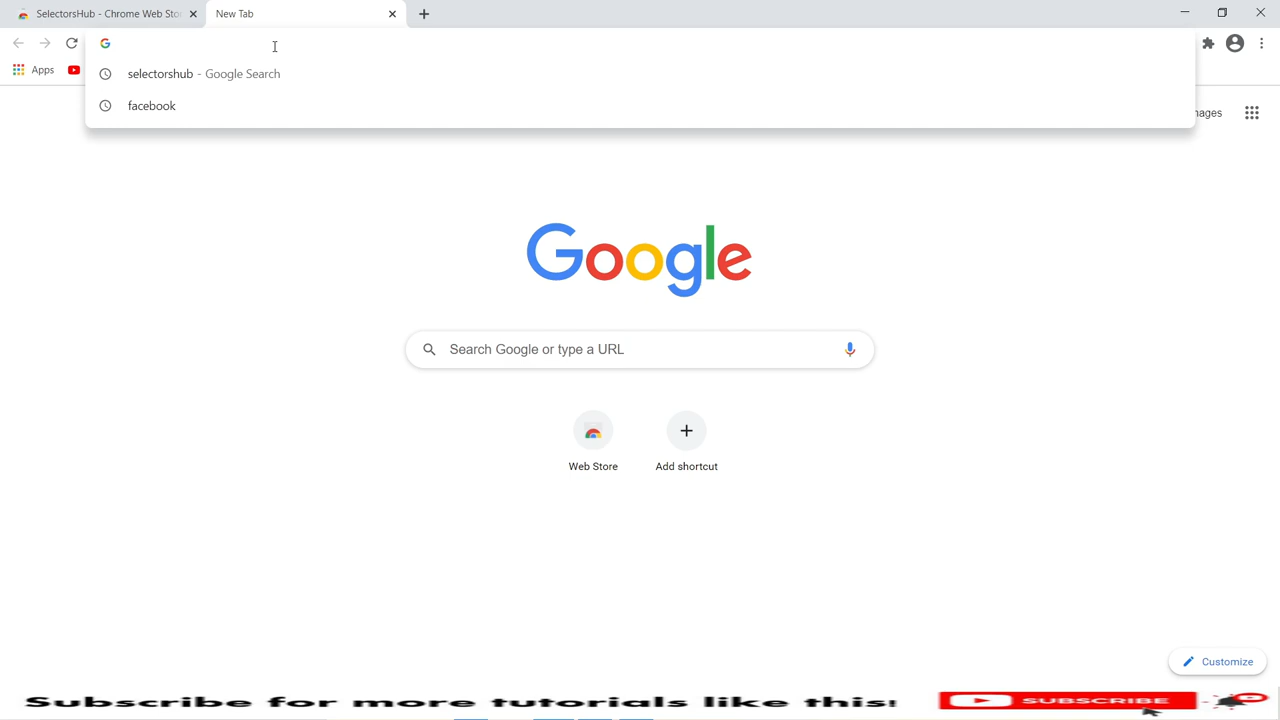 SelectorsHub - Chrome Web Sto
New Tab
selectorshub - Google Search
Apps
facebook
Google
Search Google or type a URL
Web Store
Add shortcut
Customize
Subscribe for more tutorials like this!
SUBSCRIBE